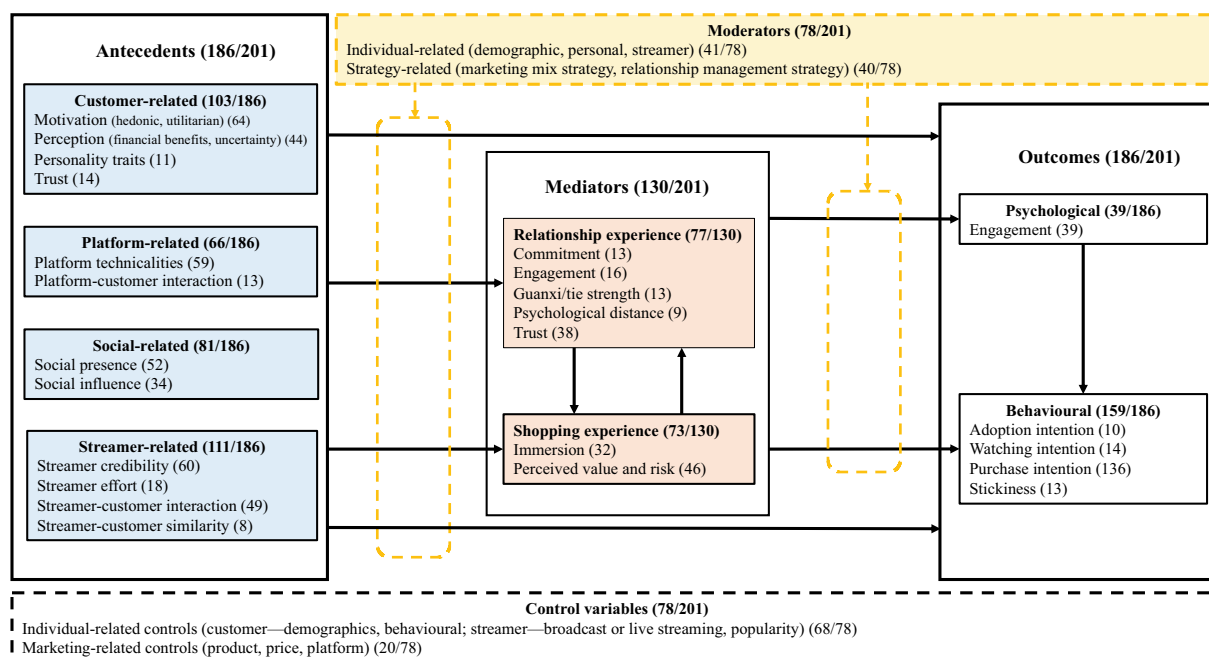 Antecedents (186/201)
Customer-related (103/186)
Motivation (hedonic, utilitarian) (64)
Perception (financial benefits, uncertainty) (44)
Personality traits (11)
Trust (14)
Platform-related (66/186)
Platform technicalities (59)
Platform-customer interaction (13)
Social-related (81/186)
Social presence (52)
Social influence (34)
Streamer-related (111/186)
Streamer credibility (60)
Streamer effort (18)
Streamer-customer interaction (49)
Streamer-customer similarity (8)
Moderators (78/201)
Individual-related (demographic, personal, streamer) (41/78)
Strategy-related (marketing mix strategy, relationship management strategy) (40/78)
Mediators (130/201)
Relationship experience (77/130)
Commitment (13)
Engagement (16)
Guanxi/tie strength (13)
Psychological distance (9)
Trust (38)
Shopping experience (73/130)
Immersion (32)
Perceived value and risk (46)
Outcomes (186/201)
Psychological (39/186)
Engagement (39)
Behavioural (159/186)
Adoption intention (10)
Watching intention (14)
Purchase intention (136)
Stickiness (13)
Control variables (78/201)
Individual-related controls (customer—demographics, behavioural; streamer—broadcast or live streaming, popularity) (68/78)
Marketing-related controls (product, price, platform) (20/78)